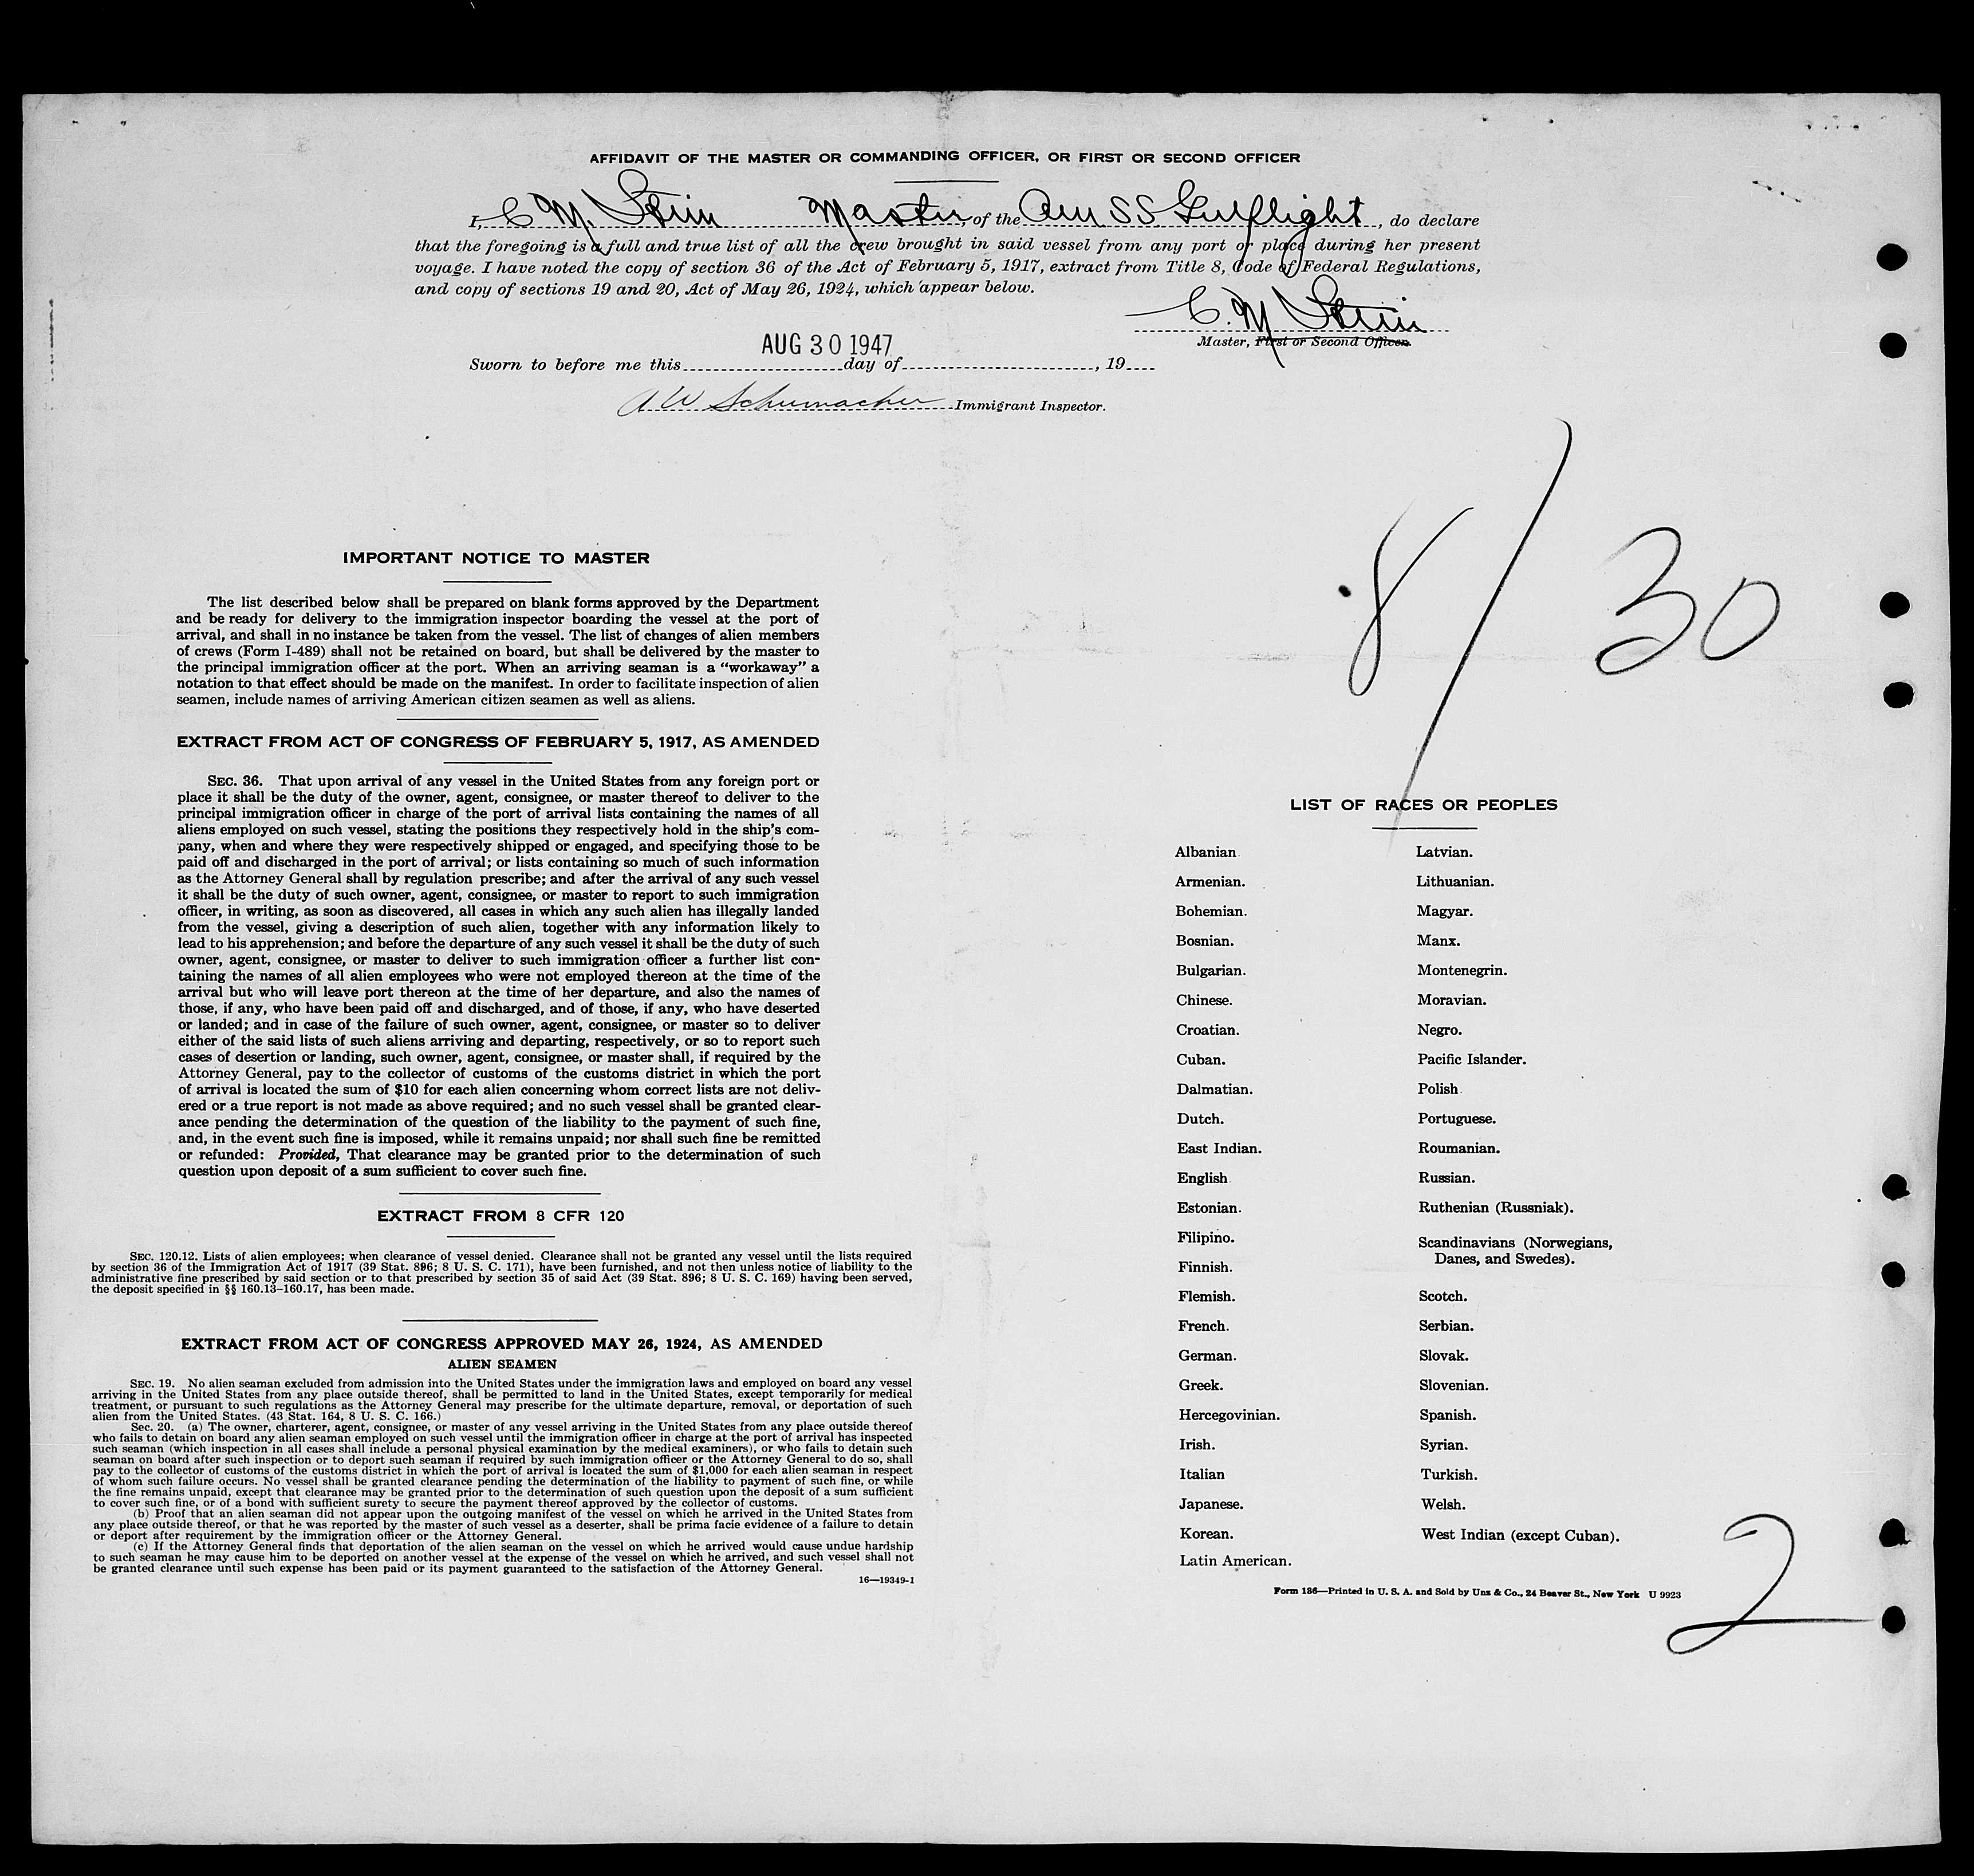 AFFIDAVIT OF THE MASTER OR COMMANDING OFFICER, OR FIRST OR SECOND OFFICER
I, C M. Stein Master, of the Am SS. Gulflight, do declare
that the foregoing is a full and true list of all the crew brought in said vessel from any port or place during her present
voyage. I have noted the copy of section 36 of the Act of February 5, 1917, extract from Title 8, Code of Federal Regulations,
and copy of sections 19 and 20, Act of May 26, 1924, which appear below.
C. M Stein
Master, First or Second Officer.
AUG 30 1947
Sworn to before me this day of , 19
A W Schumacher Immigrant Inspector.
8/30
IMPORTANT NOTICE TO MASTER
The list described below shall be prepared on blank forms approved by the Department
and be ready for delivery to the immigration inspector boarding the vessel at the port of
arrival, and shall in no instance be taken from the vessel. The list of changes of alien members
of crews (Form I-489) shall not be retained on board, but shall be delivered by the master to
the principal immigration officer at the port. When an arriving seaman is a “workaway” a
notation to that effect should be made on the manifest. In order to facilitate inspection of alien
seamen, include names of arriving American citizen seamen as well as aliens.
EXTRACT FROM ACT OF CONGRESS OF FEBRUARY 5, 1917, AS AMENDED
SEC. 36. That upon arrival of any vessel in the United States from any foreign port or
place it shall be the duty of the owner, agent, consignee, or master thereof to deliver to the
principal immigration officer in charge of the port of arrival lists containing the names of all
aliens employed on such vessel, stating the positions they respectively hold in the ship's com-
pany, when and where they were respectively shipped or engaged, and specifying those to be
paid off and discharged in the port of arrival; or lists containing so much of such information
as the Attorney General shall by regulation prescribe; and after the arrival of any such vessel
it shall be the duty of such owner, agent, consignee, or master to report to such immigration
officer, in writing, as soon as discovered, all cases in which any such alien has illegally landed
from the vessel, giving a description of such alien, together with any information likely to
lead to his apprehension; and before the departure of any such vessel it shall be the duty of such
owner, agent, consignee, or master to deliver to such immigration officer a further list con-
taining the names of all alien employees who were not employed thereon at the time of the
arrival but who will leave port thereon at the time of her departure, and also the names of
those, if any, who have been paid off and discharged, and of those, if any, who have deserted
or landed; and in case of the failure of such owner, agent, consignee, or master so to deliver
either of the said lists of such aliens arriving and departing, respectively, or so to report such
cases of desertion or landing, such owner, agent, consignee, or master shall, if required by the
Attorney General, pay to the collector of customs of the customs district in which the port
of arrival is located the sum of $10 for each alien concerning whom correct lists are not deliv-
ered or a true report is not made as above required; and no such vessel shall be granted clear-
ance pending the determination of the question of the liability to the payment of such fine,
and, in the event such fine is imposed, while it remains unpaid; nor shall such fine be remitted
or refunded: Provided, That clearance may be granted prior to the determination of such
question upon deposit of a sum sufficient to cover such fine.
EXTRACT FROM 8 CFR 120
SEC. 120.12. Lists of alien employees; when clearance of vessel denied. Clearance shall not be granted any vessel until the lists required
by section 36 of the Immigration Act of 1917 (39 Stat. 896; 8 U. S. C. 171), have been furnished, and not then unless notice of liability to the
administrative fine prescribed by said section or to that prescribed by section 35 of said Act (39 Stat. 896; 8 U. S. C. 169) having been served,
the deposit specified in §§ 160.13–160.17, has been made.
EXTRACT FROM ACT OF CONGRESS APPROVED MAY 26, 1924, AS AMENDED
ALIEN SEAMEN
SEC. 19. No alien seaman excluded from admission into the United States under the immigration laws and employed on board any vessel
arriving in the United States from any place outside thereof, shall be permitted to land in the United States, except temporarily for medical
treatment, or pursuant to such regulations as the Attorney General may prescribe for the ultimate departure, removal, or deportation of such
alien from the United States. (43 Stat. 164, 8 U. S. C. 166.)
Sec. 20. (a) The owner, charterer, agent, consignee, or master of any vessel arriving in the United States from any place outside thereof
who fails to detain on board any alien seaman employed on such vessel until the immigration officer in charge at the port of arrival has inspected
such seaman (which inspection in all cases shall include a personal physical examination by the medical examiners), or who fails to detain such
seaman on board after such inspection or to deport such seaman if required by such immigration officer or the Attorney General to do so, shall
pay to the collector of customs of the customs district in which the port of arrival is located the sum of $1,000 for each alien seaman in respect
of whom such failure occurs. No vessel shall be granted clearance pending the determination of the liability to payment of such fine, or while
the fine remains unpaid, except that clearance may be granted prior to the determination of such question upon the deposit of a sum sufficient
to cover such fine, or of a bond with sufficient surety to secure the payment thereof approved by the collector of customs.
(b) Proof that an alien seaman did not appear upon the outgoing manifest of the vessel on which he arrived in the United States from
any place outside thereof, or that he was reported by the master of such vessel as a deserter, shall be prima facie evidence of a failure to detain
or deport after requirement by the immigration officer or the Attorney General.
(c) If the Attorney General finds that deportation of the alien seaman on the vessel on which he arrived would cause undue hardship
to such seaman he may cause him to be deported on another vessel at the expense of the vessel on which he arrived, and such vessel shall not
be granted clearance until such expense has been paid or its payment guaranteed to the satisfaction of the Attorney General.
16—19349-1
LIST OF RACES OR PEOPLES
Albanian
Armenian.
Bohemian.
Bosnian.
Bulgarian.
Chinese.
Croatian.
Cuban.
Dalmatian.
Dutch.
East Indian.
English
Estonian.
Filipino.
Finnish.
Flemish.
French.
German.
Greek.
Hercegovinian.
Irish.
Italian
Japanese.
Korean.
Latin American.
Latvian.
Lithuanian.
Magyar.
Manx.
Montenegrin.
Moravian.
Negro.
Pacific Islander.
Polish
Portuguese.
Roumanian.
Russian.
Ruthenian (Russniak).
Scandinavians (Norwegians,
Danes, and Swedes).
Scotch.
Serbian.
Slovak.
Slovenian.
Spanish.
Syrian.
Turkish.
Welsh.
West Indian (except Cuban).
Form 136—Printed in U. S. A. and Sold by Unz & Co., 24 Beaver St., New York U 9923
2